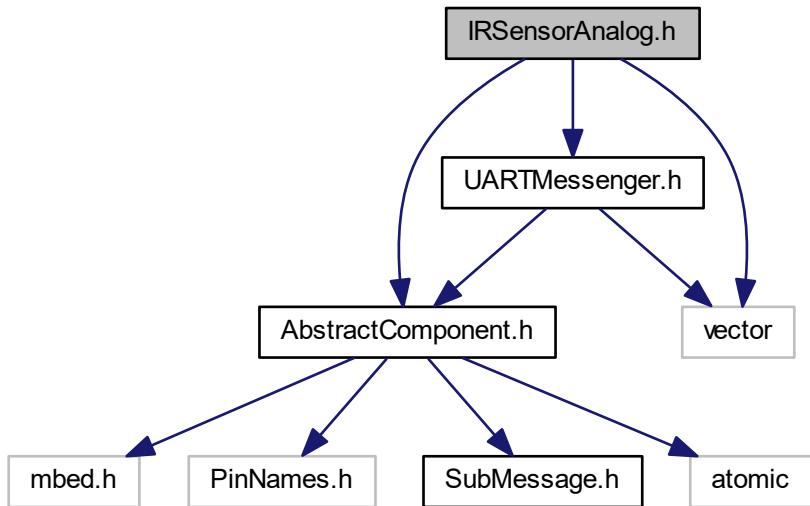 IRSensorAnalog.h
UARTMessenger.h
AbstractComponent.h
vector
mbed.h
PinNames.h
SubMessage.h
atomic